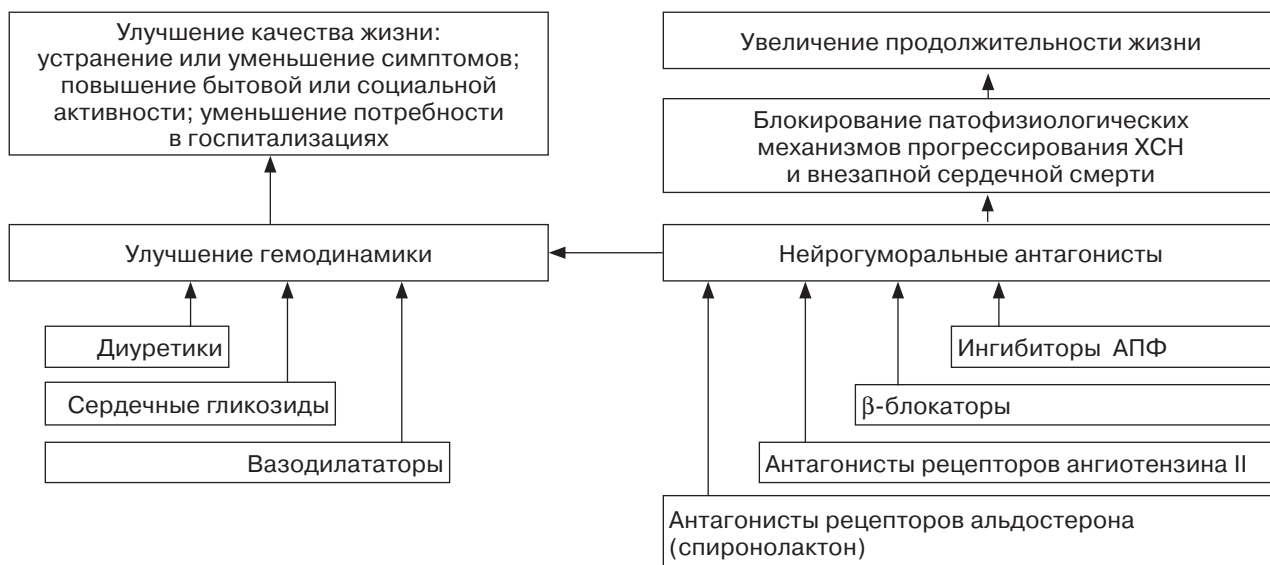 Улучшение качества жизни:
устранение или уменьшение симптомов;
повышение бытовой или социальной
активности; уменьшение потребности
в госпитализациях
Увеличение продолжительности жизни
Блокирование патофизиологических
механизмов прогрессирования ХСН
и внезапной сердечной смерти
Улучшение гемодинамики
Нейрогуморальные антагонисты
Диуретики
Сердечные гликозиды
Вазодилататоры
Ингибиторы АПФ
β-блокаторы
Антагонисты рецепторов ангиотензина II
Антагонисты рецепторов альдостерона
(спиронолактон)